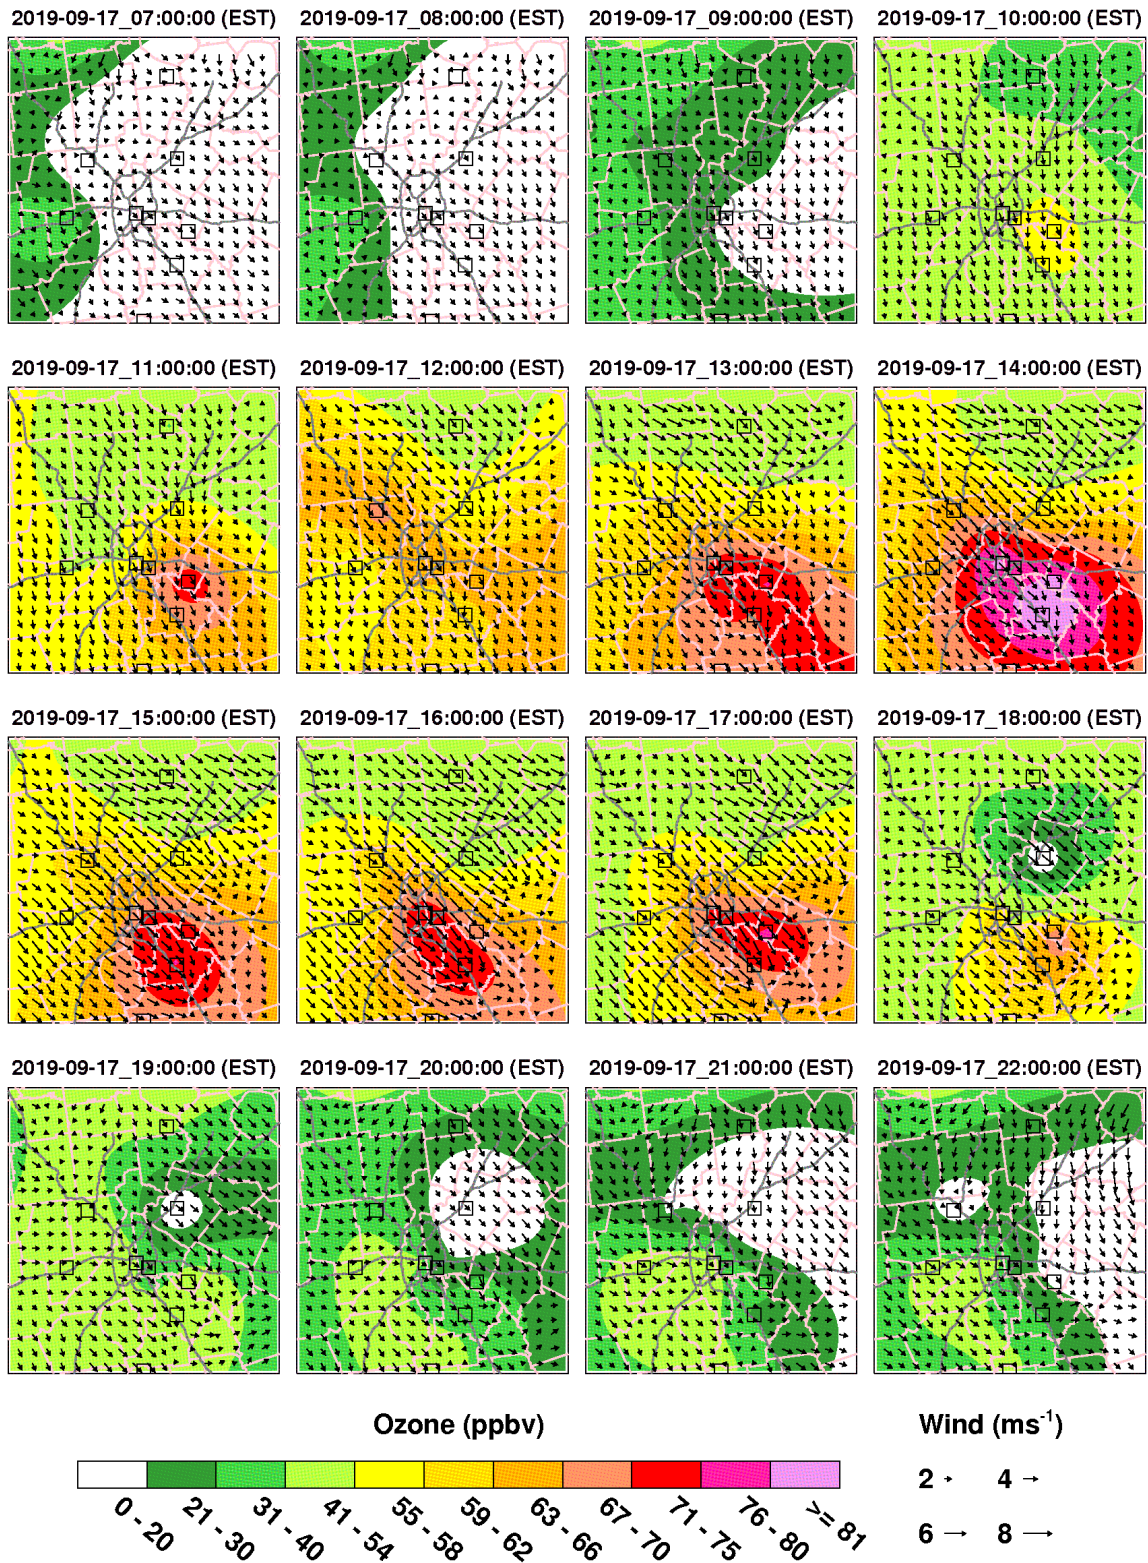 2019-09-17_07:00:00 (EST)
2019-09-17_08:00:00 (EST)
2019-09-17_09:00:00 (EST)
2019-09-17_10:00:00 (EST)
2019-09-17_11:00:00 (EST)
2019-09-17_12:00:00 (EST)
2019-09-17_13:00:00 (EST)
2019-09-17_14:00:00 (EST)
2019-09-17_15:00:00 (EST)
2019-09-17_16:00:00 (EST)
2019-09-17_17:00:00 (EST)
2019-09-17_18:00:00 (EST)
2019-09-17_19:00:00 (EST)
2019-09-17_20:00:00 (EST)
2019-09-17_21:00:00 (EST)
2019-09-17_22:00:00 (EST)
Ozone (ppbv)
0 - 20
21 - 30
31 - 40
41 - 54
55 - 58
59 - 62
63 - 66
67 - 70
71 - 75
76 - 80
>= 81
Wind (ms⁻¹)
2 4
6 8